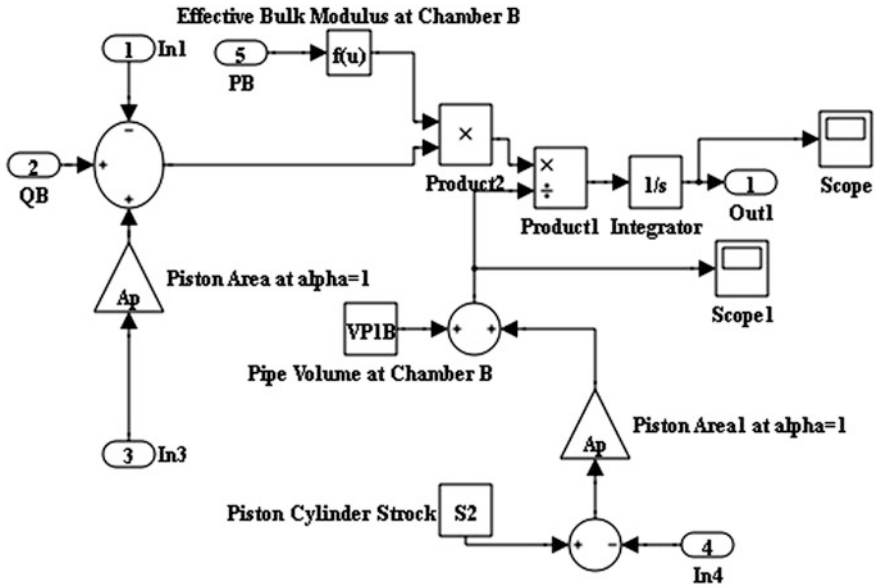 Effective Bulk Modulus at Chamber B
1
In1
5
PB
f(u)
−
2
QB
+
+
×
Product2
×
÷
Product1
1/s
Integrator
1
Out1
Scope
Ap
Piston Area at alpha=1
Scope1
VP1B
+
+
Pipe Volume at Chamber B
3
In3
Ap
Piston Area1 at alpha=1
Piston Cylinder Strock
S2
+
−
4
In4